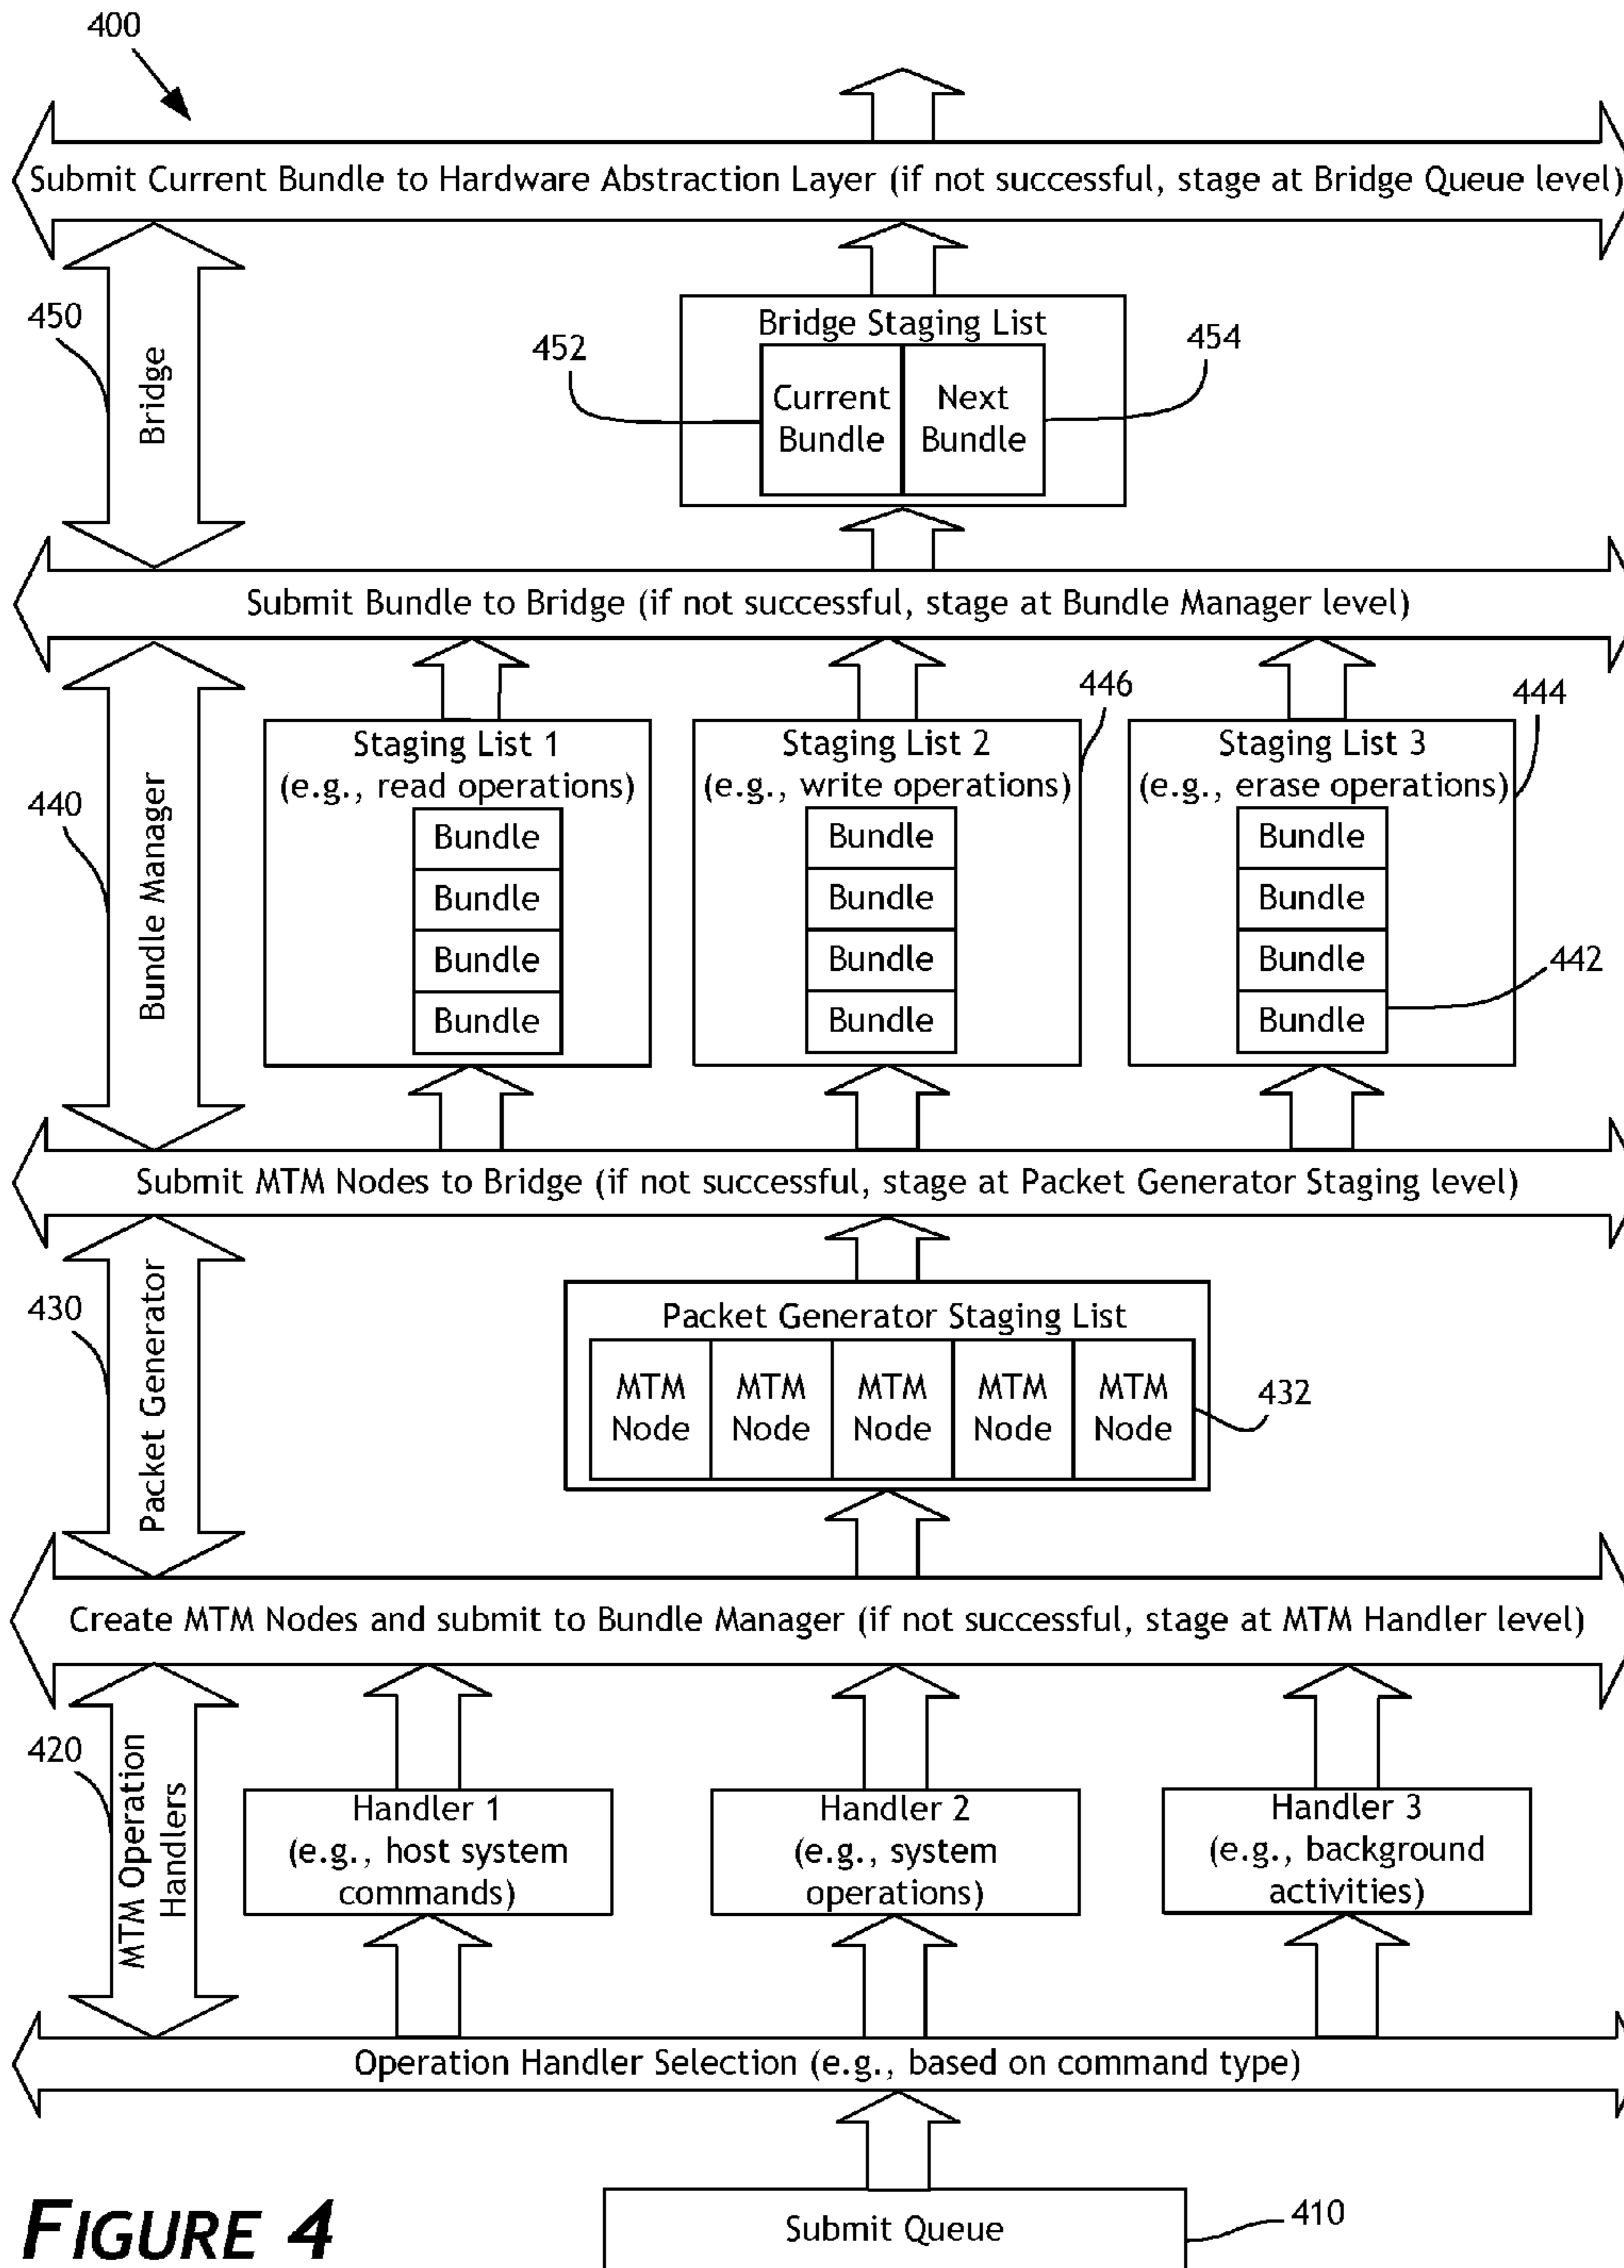 400
Submit Current Bundle to Hardware Abstraction Layer (if not successful, stage at Bridge Queue level)
450
Bridge
Bridge Staging List
452
454
Current
Bundle
Next
Bundle
Submit Bundle to Bridge (if not successful, stage at Bundle Manager level)
440
Bundle Manager
446
444
Staging List 1
(e.g., read operations)
Bundle
Bundle
Bundle
Bundle
Staging List 2
(e.g., write operations)
Bundle
Bundle
Bundle
Bundle
Staging List 3
(e.g., erase operations)
Bundle
Bundle
Bundle
Bundle
442
Submit MTM Nodes to Bridge (if not successful, stage at Packet Generator Staging level)
430
Packet Generator
Packet Generator Staging List
MTM
Node
MTM
Node
MTM
Node
MTM
Node
MTM
Node
432
Create MTM Nodes and submit to Bundle Manager (if not successful, stage at MTM Handler level)
420
MTM Operation
Handlers
Handler 1
(e.g., host system
commands)
Handler 2
(e.g., system
operations)
Handler 3
(e.g., background
activities)
Operation Handler Selection (e.g., based on command type)
Submit Queue
410
FIGURE 4